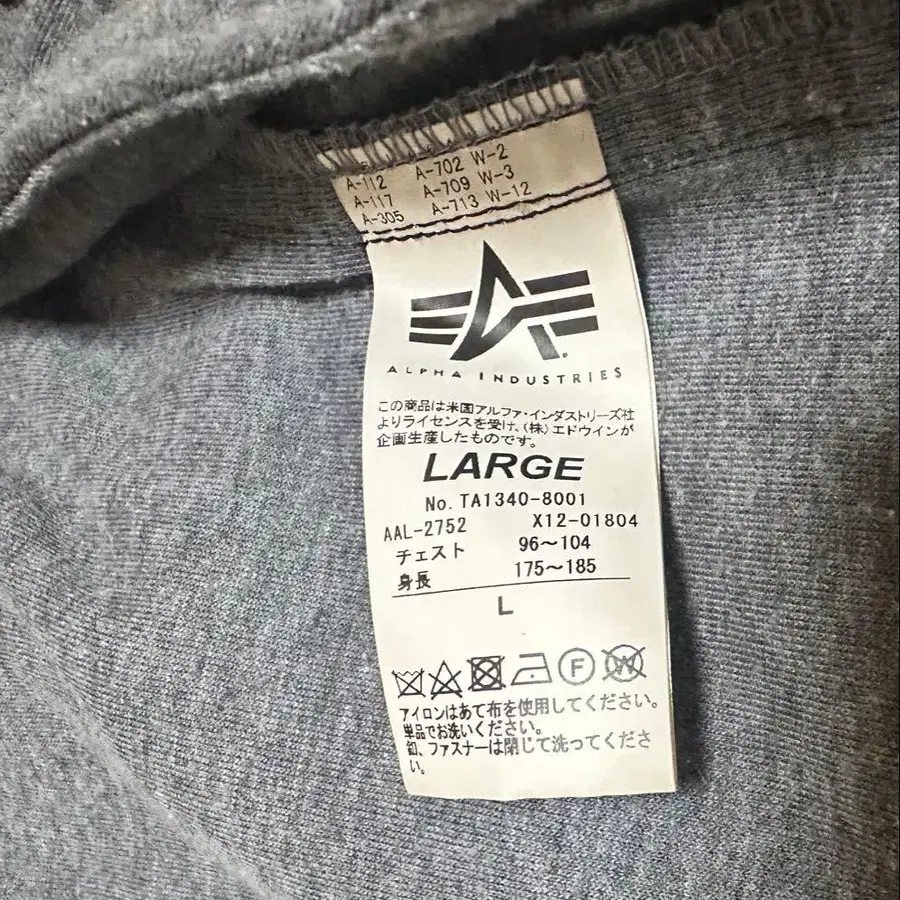 A-112 A-702 W-2
A-117 A-709 W-3
A-305 A-713 W-12
ALPHA INDUSTRIES
この商品は米国アルファ・インダストリーズ社
よりライセンスを受け、(株)エドウインが
企画生産したものです。
LARGE
No. TA1340-8001
AAL-2752 X12-01804
チェスト 96〜104
身長 175〜185
L
F W
アイロンはあて布を使用してください。
単品でお洗いください。
釦、ファスナーは閉じて洗ってくださ
い。